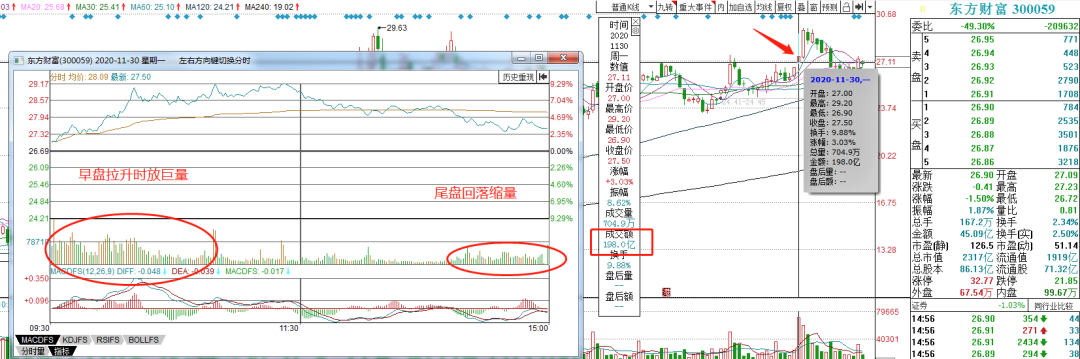 .03 MA20: 25.68 MA30: 25.41 MA60: 25.10 MA120: 24.21 MA240: 19.02
普通K线 九转 重大事件 内 加自选 均线 复权 叠 窗 预测
东方财富 300059
29.63
东方财富(300059) 2020-11-30 星期一 左右方向键切换分时
分时 均价: 28.09 最新: 27.50
历史重现
29.17 9.29%
28.76 7.74%
28.35 6.20%
27.94 4.69%
27.32 2.35%
26.69 0.00%
26.09 2.26%
25.46 4.59%
24.84 6.95%
24.21 9.29%
78710
早盘拉升时放巨量
尾盘回落缩量
MACDFS(12,26,9) DIFF: -0.048 DEA: -0.039 MACDFS: -0.017
+0.350
+0.096
09:30 11:30 15:00
MACDFS KDJFS RSIFS BOLLFS
分时量 指标
时间
2020
1130
周一
数值
27.11
开盘价
27.00
最高价
29.20
最低价
26.90
收盘价
27.50
涨幅
+3.03%
振幅
8.62%
成交量
704.9万
成交额
198.0亿
换手
9.88%
盘后量
--
盘后额
--
2020-11-30,一
开盘: 27.00
最高: 29.20
最低: 26.90
收盘: 27.50
换手: 9.88%
涨幅: 3.03%
总量: 704.9万
金额: 198.0亿
盘后量: --
盘后额: --
30.68
27.11
23.74
20.22
16.75
13.28
79665
40301
委比 -49.30% -209632
卖盘
5 26.95 771
4 26.94 448
3 26.93 523
2 26.92 2790
1 26.91 1708
买盘
1 26.90 784
2 26.89 2535
3 26.88 3501
4 26.87 1876
5 26.86 3218
最新 26.90 开盘 27.09
涨跌 -0.41 最高 27.23
涨幅 -1.50% 最低 26.72
振幅 1.87% 量比 0.81
总手 167.2万 换手 2.34%
金额 45.09亿 换手(实) 2.50%
市盈(静) 126.5 市盈(动) 51.14
总市值 2317亿 流通值 1919亿
总股本 86.13亿 流通股 71.32亿
涨停 32.77 跌停 21.85
外盘 67.54万 内盘 99.67万
证券 -1.03% 同行业比较
14:56 26.90 354 44
14:56 26.91 271 33
14:56 26.91 2434 134
14:56 26.90 294 38